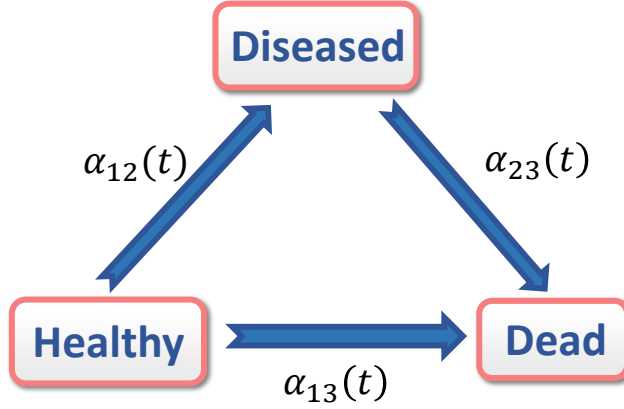 Diseased
α₁₂(t)
α₂₃(t)
Healthy
Dead
α₁₃(t)